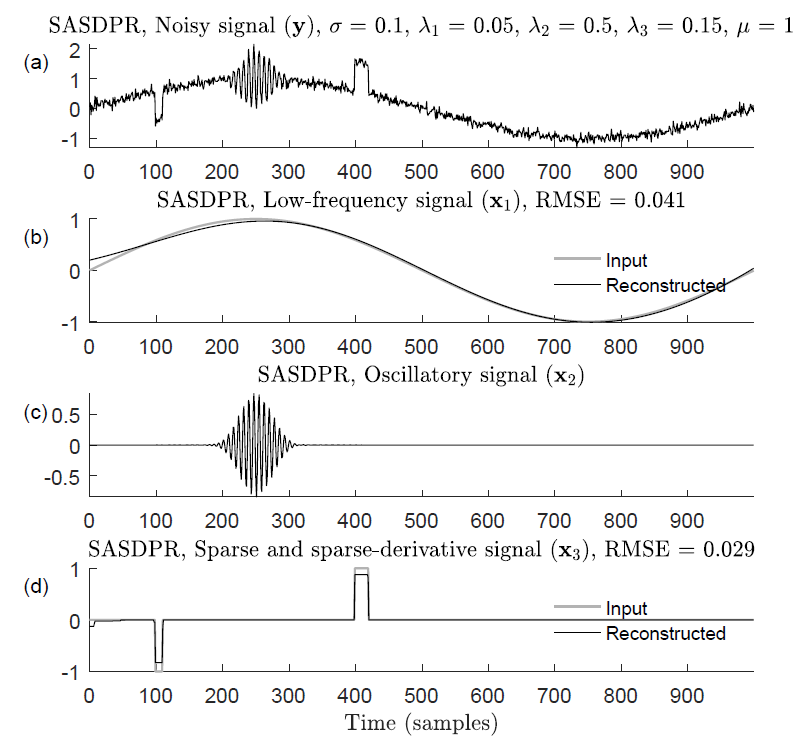 SASDPR, Noisy signal (y), σ = 0.1, λ₁ = 0.05, λ₂ = 0.5, λ₃ = 0.15, μ = 1
(a)
2
1
0
-1
0 100 200 300 400 500 600 700 800 900
SASDPR, Low-frequency signal (x₁), RMSE = 0.041
(b)
1
0
-1
Input
Reconstructed
0 100 200 300 400 500 600 700 800 900
SASDPR, Oscillatory signal (x₂)
(c)
0.5
0
-0.5
0 100 200 300 400 500 600 700 800 900
SASDPR, Sparse and sparse-derivative signal (x₃), RMSE = 0.029
(d)
1
0
-1
Input
Reconstructed
0 100 200 300 400 500 600 700 800 900
Time (samples)